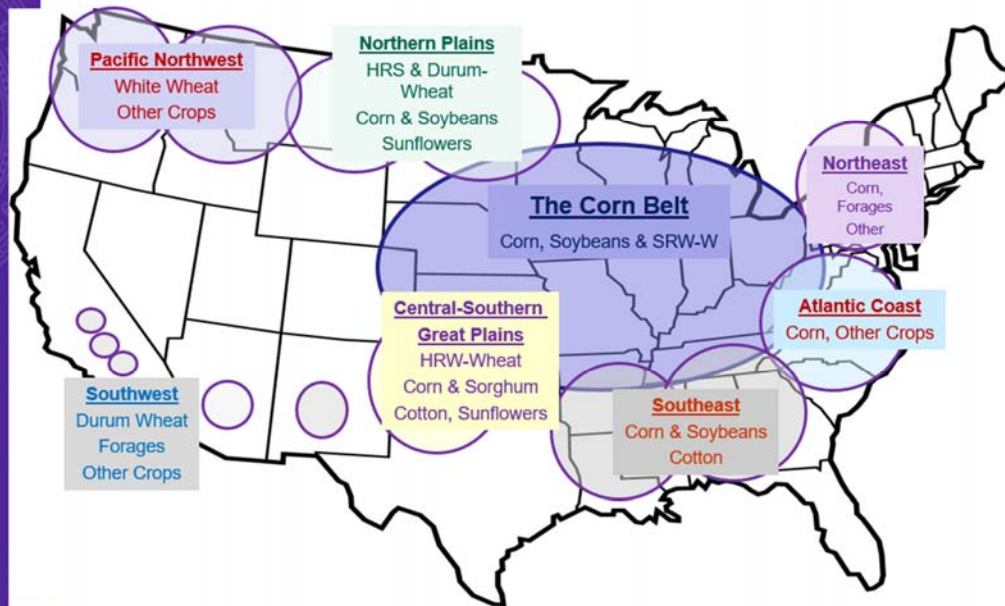 Pacific Northwest
White Wheat
Other Crops
Northern Plains
HRS & Durum-
Wheat
Corn & Soybeans
Sunflowers
The Corn Belt
Corn, Soybeans & SRW-W
Northeast
Corn,
Forages
Other
Central-Southern
Great Plains
HRW-Wheat
Corn & Sorghum
Cotton, Sunflowers
Atlantic Coast
Corn, Other Crops
Southwest
Durum Wheat
Forages
Other Crops
Southeast
Corn & Soybeans
Cotton